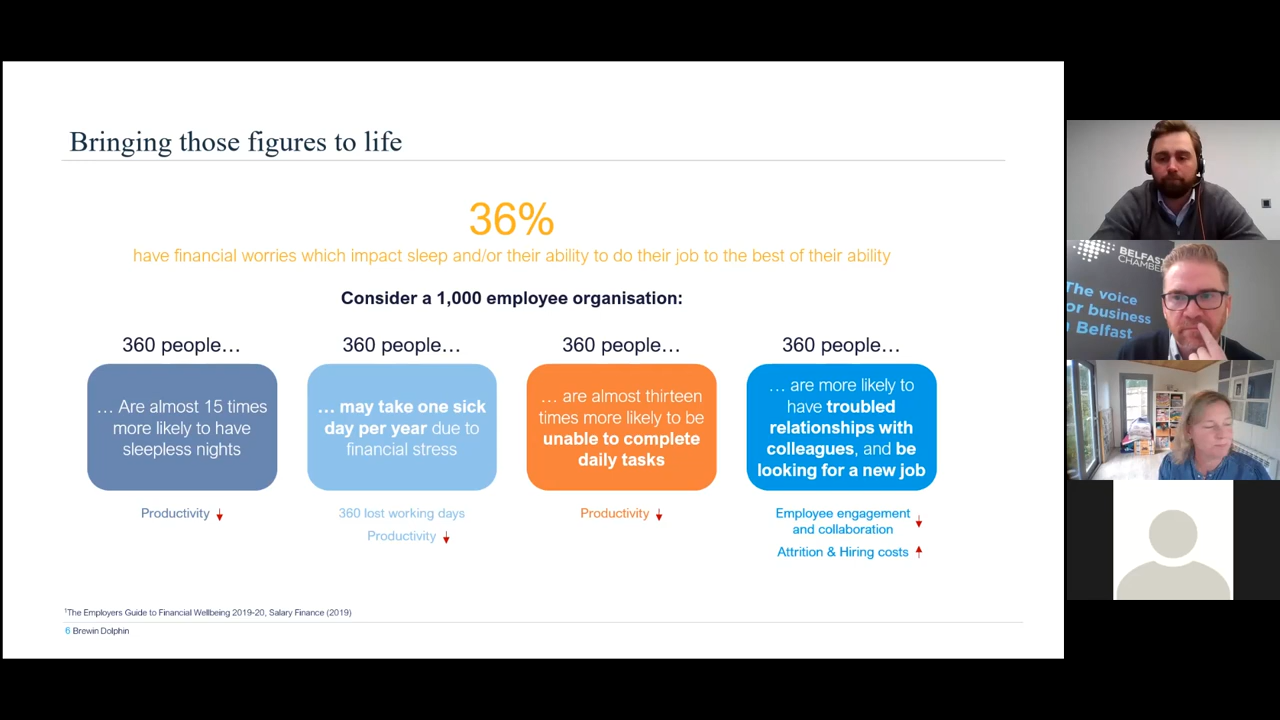 Bringing those figures to life
36%
have financial worries which impact sleep and/or their ability to do their job to the best of their ability
Consider a 1,000 employee organisation:
360 people…
… Are almost 15 times
more likely to have
sleepless nights
Productivity
360 people…
… may take one sick
day per year due to
financial stress
360 lost working days
Productivity
360 people…
… are almost thirteen
times more likely to be
unable to complete
daily tasks
Productivity
360 people…
… are more likely to
have troubled
relationships with
colleagues, and be
looking for a new job
Employee engagement
and collaboration
Attrition & Hiring costs
¹The Employers Guide to Financial Wellbeing 2019-20, Salary Finance (2019)
6 Brewin Dolphin
BELFAS
CHAMBE
The voice
or business
Belfast